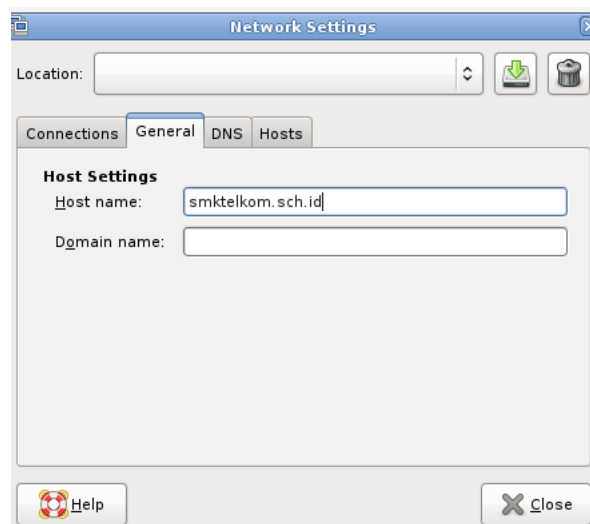 Network Settings
Location:
Connections General DNS Hosts
Host Settings
Host name: smktelkom.sch.id
Domain name:
Help Close